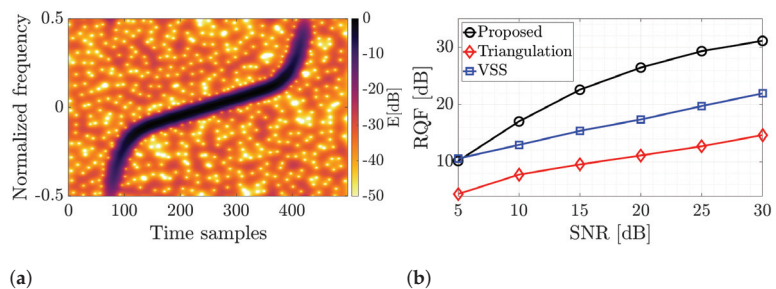 Normalized frequency
0.5
0
-0.5
0 100 200 300 400
Time samples
0
-10
-20
-30
-40
-50
E[dB]
(a)
RQF [dB]
30
20
10
5 10 15 20 25 30
SNR [dB]
Proposed
Triangulation
VSS
(b)